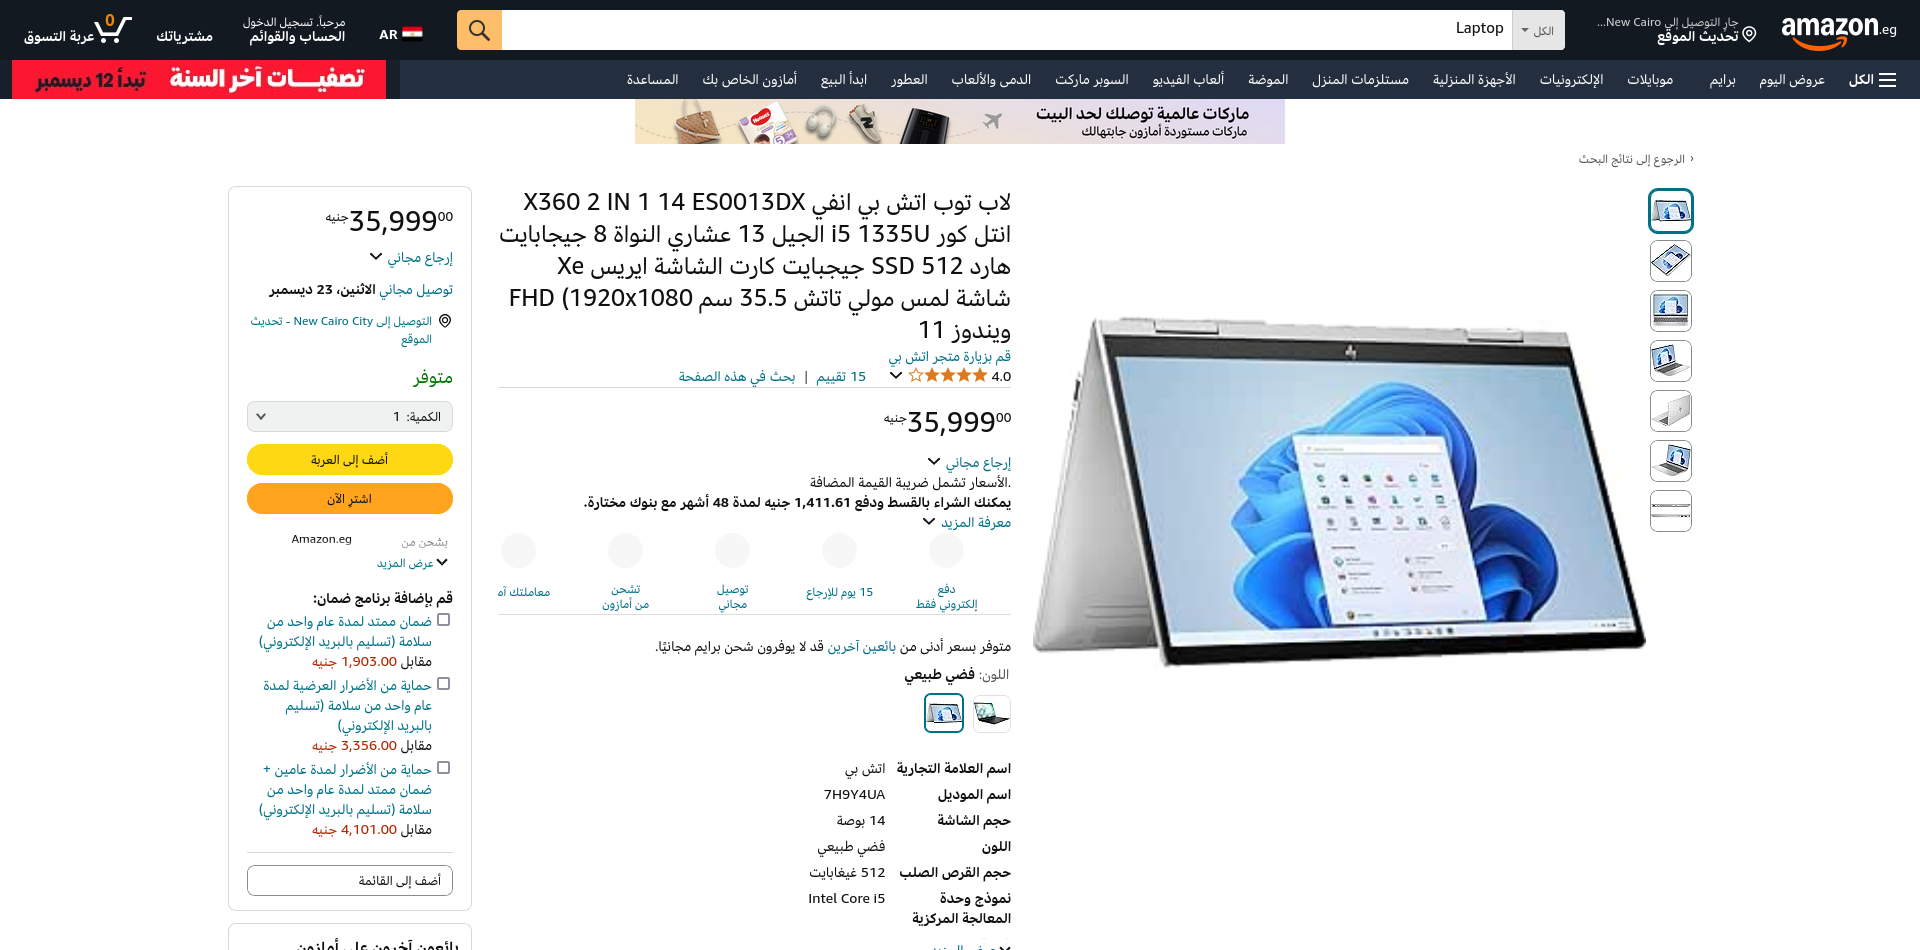 amazon.eg
جارٍ التوصيل إلى New Cairo...
تحديث الموقع
الكل
Laptop
AR
مرحباً. تسجيل الدخول
الحساب والقوائم
مشترياتك
0
عربة التسوق
الكل
عروض اليوم
برايم
موبايلات
الإلكترونيات
الأجهزة المنزلية
مستلزمات المنزل
الموضة
ألعاب الفيديو
السوبر ماركت
الدمى والألعاب
العطور
ابدأ البيع
أمازون الخاص بك
المساعدة
تصفيـات آخر السنة تبدأ 12 ديسمبر
ماركات عالمية توصلك لحد البيت
ماركات مستوردة أمازون جابتهالك
‹ الرجوع إلى نتائج البحث
لاب توب اتش بي انفي X360 2 IN 1 14 ES0013DX
انتل كور i5 1335U الجيل 13 عشاري النواة 8 جيجابايت
هارد SSD 512 جيجبايت كارت الشاشة ايريس Xe
شاشة لمس مولي تاتش 35.5 سم FHD (1920x1080
ويندوز 11
قم بزيارة متجر اتش بي
4.0
15 تقييم | بحث في هذه الصفحة
35,99900 جنيه
إرجاع مجاني
.الأسعار تشمل ضريبة القيمة المضافة
يمكنك الشراء بالقسط ودفع 1,411.61 جنيه لمدة 48 أشهر مع بنوك مختارة.
معرفة المزيد
دفع
إلكتروني فقط
15 يوم للإرجاع
توصيل
مجاني
تشحن
من أمازون
معاملتك آم
متوفر بسعر أدنى من بائعين آخرين قد لا يوفرون شحن برايم مجانيًا.
اللون: فضي طبيعي
اسم العلامة التجارية اتش بي
اسم الموديل 7H9Y4UA
حجم الشاشة 14 بوصة
اللون فضي طبيعي
حجم القرص الصلب 512 غيغابايت
نموذج وحدة
المعالجة المركزية Intel Core i5
35,99900 جنيه
إرجاع مجاني
توصيل مجاني الاثنين، 23 ديسمبر
التوصيل إلى New Cairo City - تحديث
الموقع
متوفر
الكمية: 1
أضف إلى العربة
اشترِ الآن
يشحن من Amazon.eg
عرض المزيد
قم بإضافة برنامج ضمان:
ضمان ممتد لمدة عام واحد من
سلامة (تسليم بالبريد الإلكتروني)
مقابل 1,903.00 جنيه
حماية من الأضرار العرضية لمدة
عام واحد من سلامة (تسليم
بالبريد الإلكتروني)
مقابل 3,356.00 جنيه
حماية من الأضرار لمدة عامين +
ضمان ممتد لمدة عام واحد من
سلامة (تسليم بالبريد الإلكتروني)
مقابل 4,101.00 جنيه
أضف إلى القائمة
بائعون آخرون على أمازون